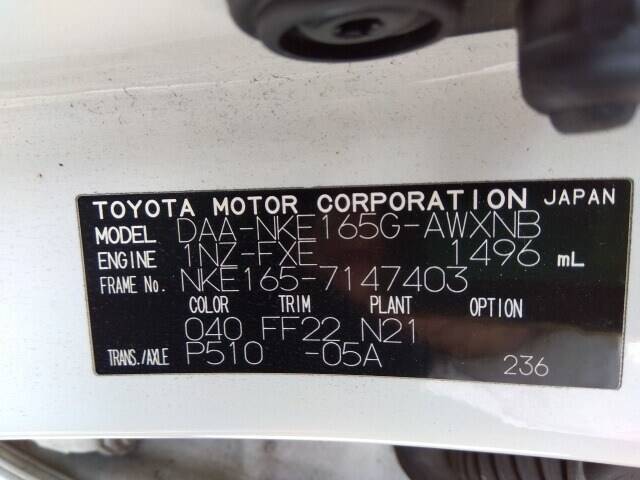 TOYOTA MOTOR CORPORATION JAPAN
MODEL DAA-NKE165G-AWXNB
ENGINE 1NZ-FXE 1496 mL
FRAME No. NKE165-7147403
COLOR TRIM PLANT OPTION
040 FF22 N21
TRANS./AXLE P510 -05A 236